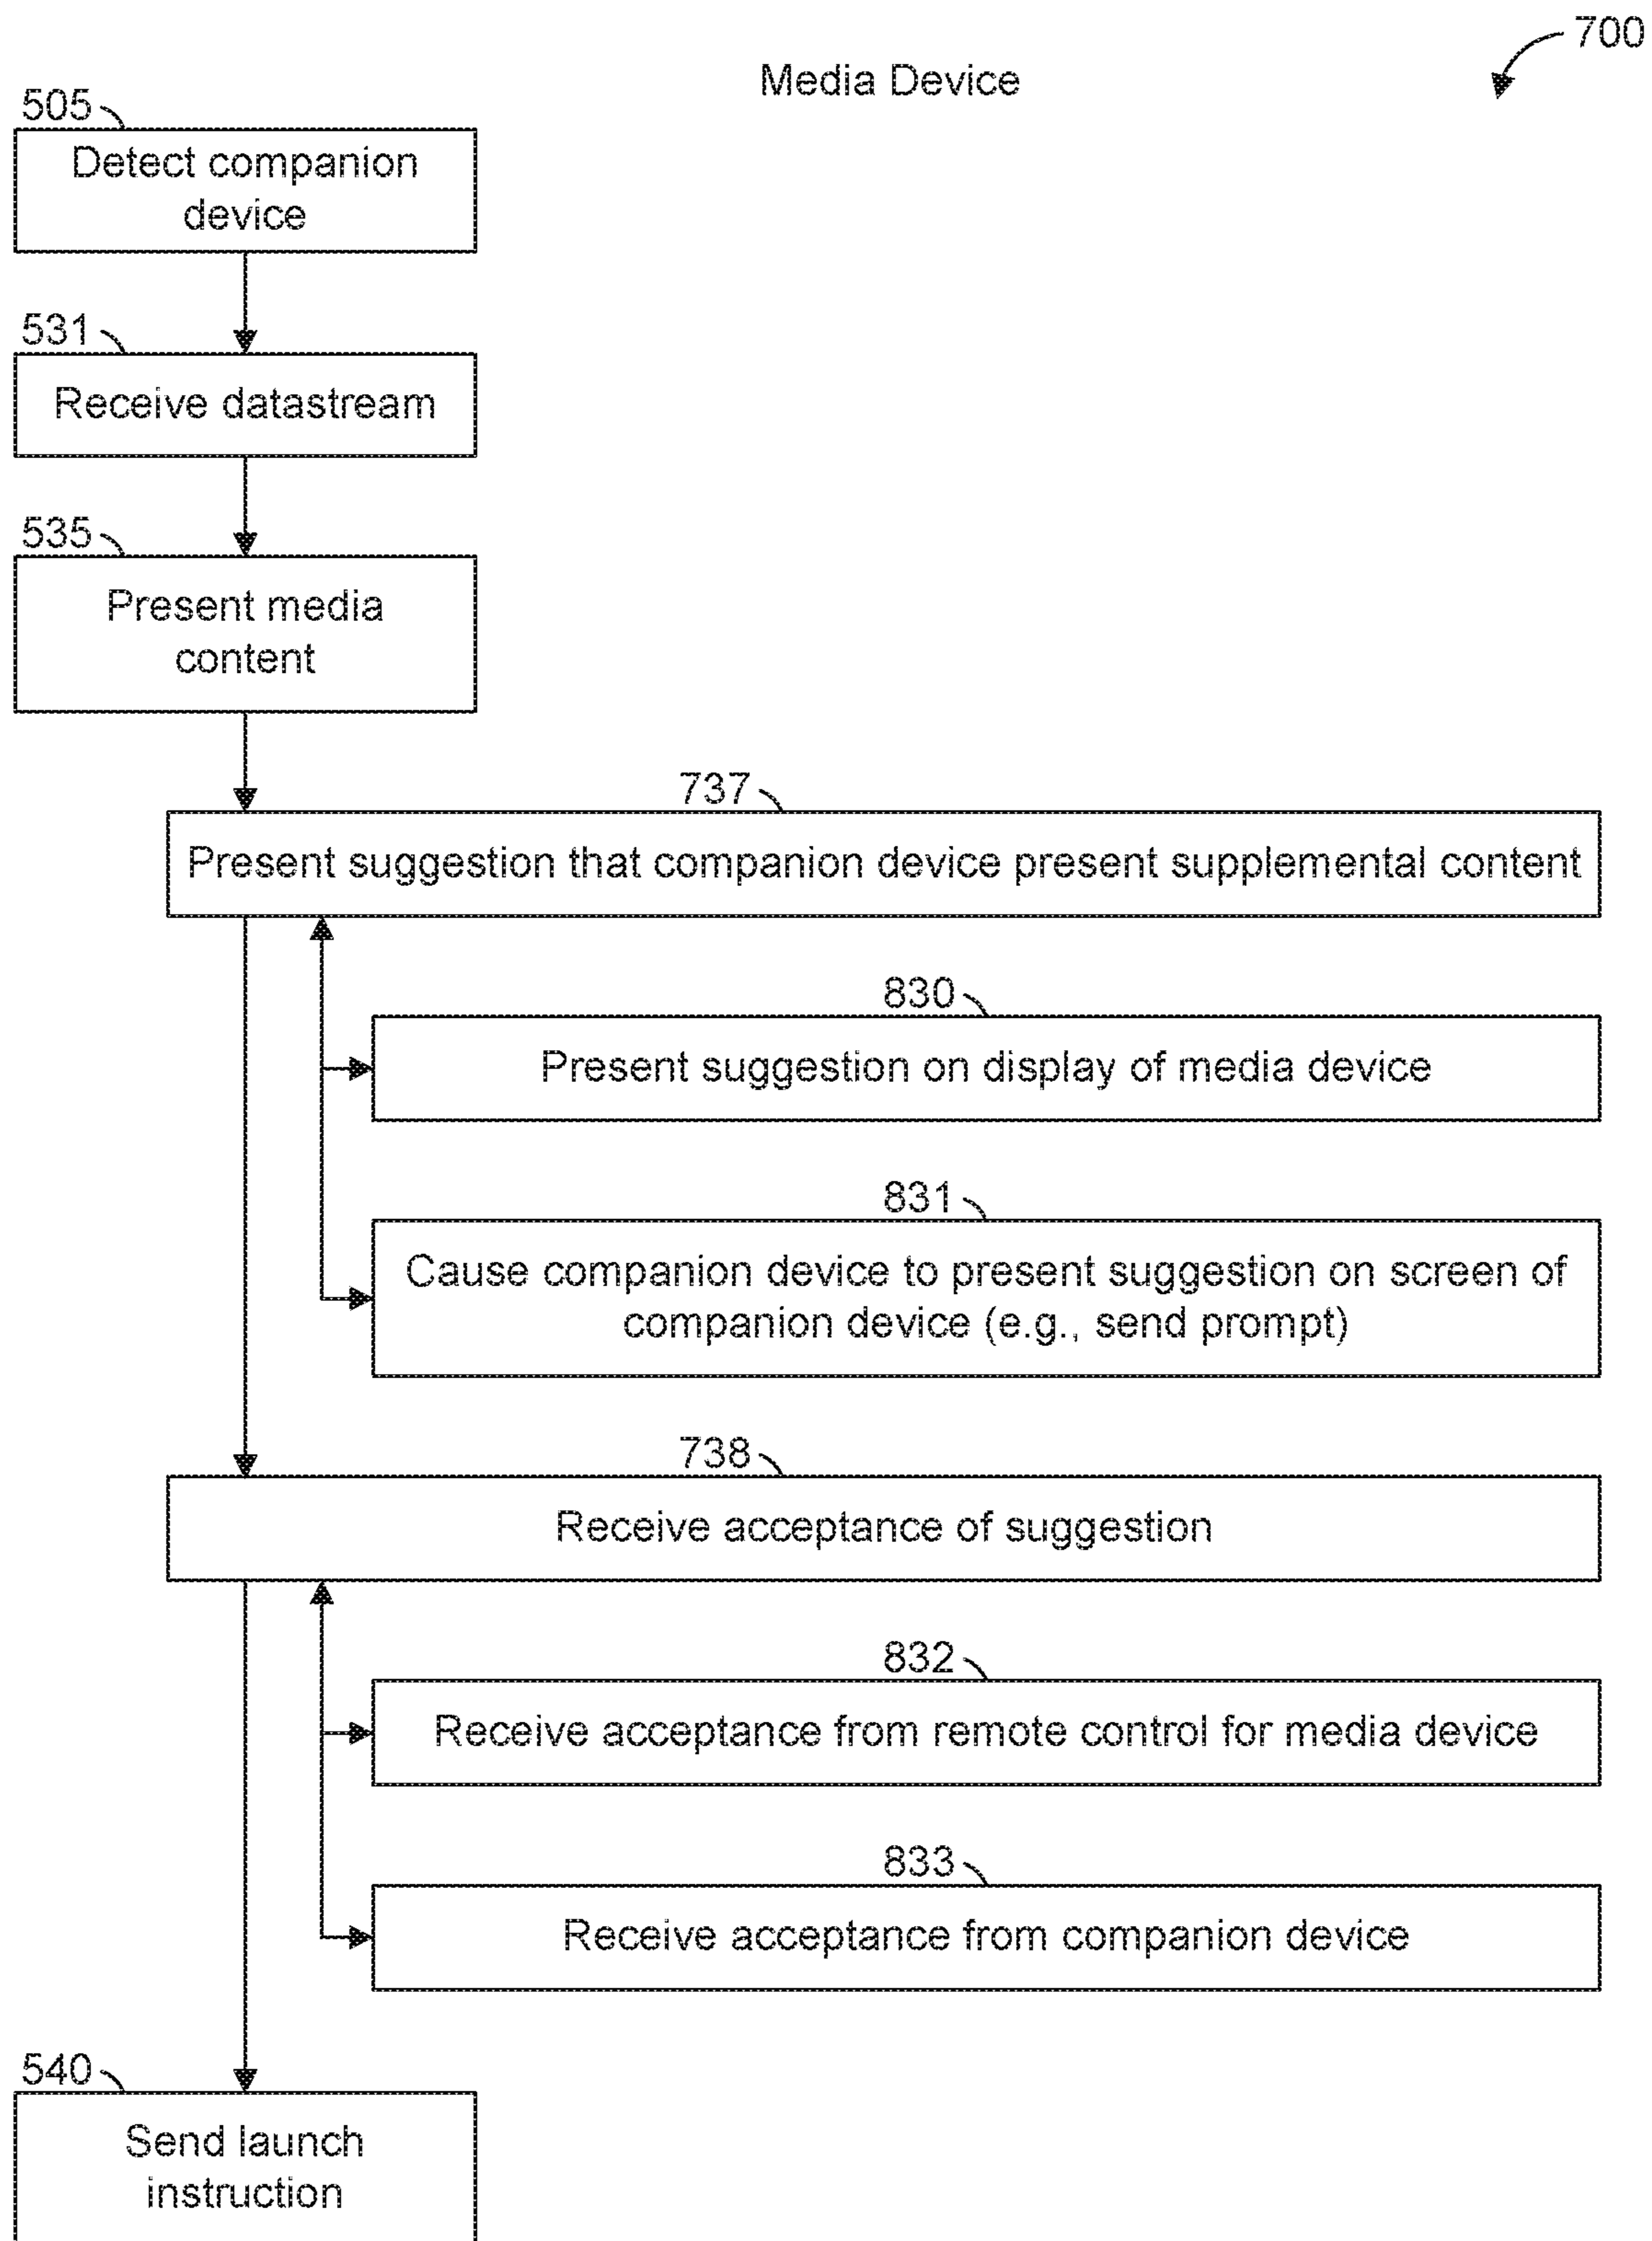 700
Media Device
505
Detect companion
device
531
Receive datastream
535
Present media
content
737
Present suggestion that companion device present supplemental content
830
Present suggestion on display of media device
831
Cause companion device to present suggestion on screen of
companion device (e.g., send prompt)
738
Receive acceptance of suggestion
832
Receive acceptance from remote control for media device
833
Receive acceptance from companion device
540
Send launch
instruction